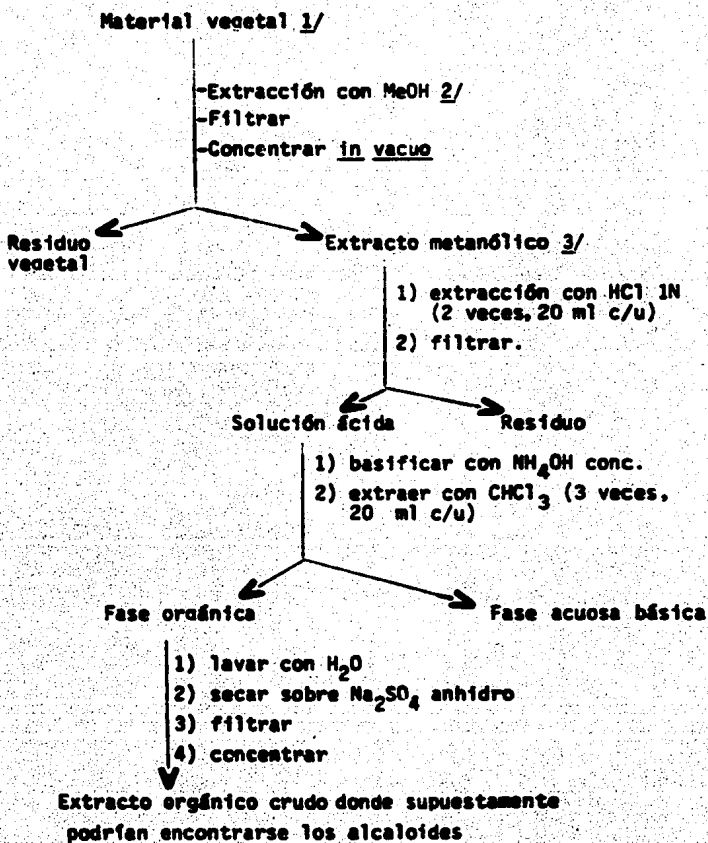 Material vegetal 1/
-Extracción con MeOH 2/
-Filtrar
-Concentrar in vacuo
Residuo
vegetal
Extracto metanólico 3/
1) extracción con HCl 1N
(2 veces, 20 ml c/u)
2) filtrar.
Solución ácida
Residuo
1) basificar con NH4OH conc.
2) extraer con CHCl3 (3 veces,
20 ml c/u)
Fase orgánica
Fase acuosa básica
1) lavar con H2O
2) secar sobre Na2SO4 anhidro
3) filtrar
4) concentrar
Extracto orgánico crudo donde supuestamente
podrían encontrarse los alcaloides